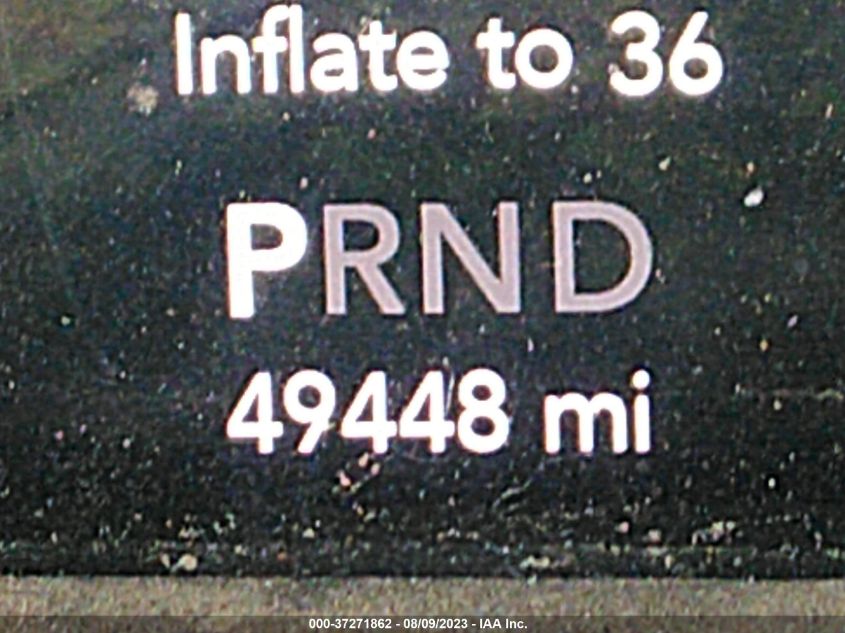 Inflate to 36
PRND
49448 mi
000-37271862 - 08/09/2023 - IAA Inc.